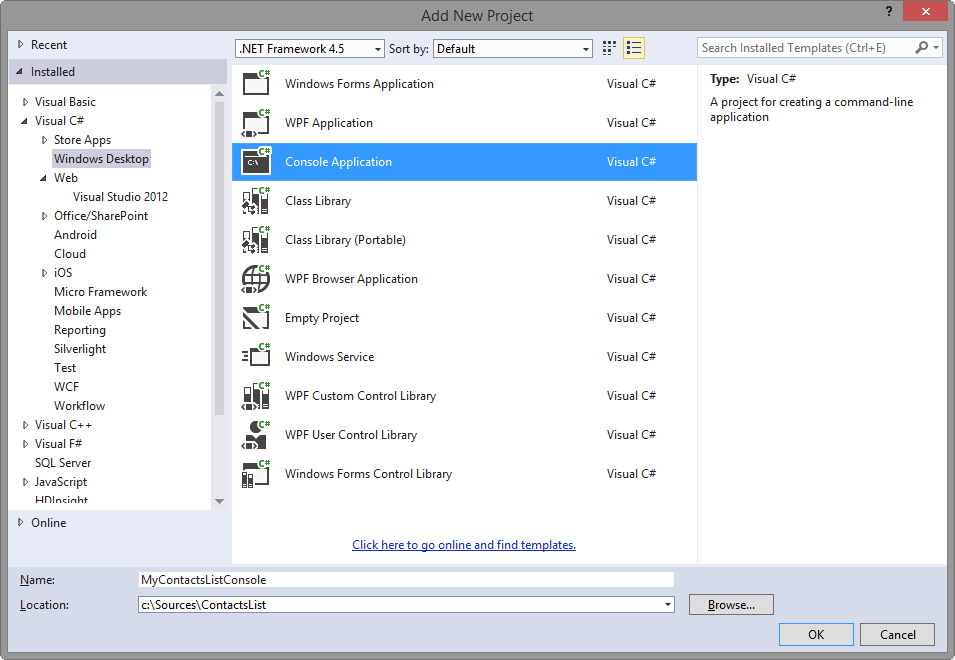 Add New Project
?
Recent
Installed
Visual Basic
Visual C#
Store Apps
Windows Desktop
Web
Visual Studio 2012
Office/SharePoint
Android
Cloud
iOS
Micro Framework
Mobile Apps
Reporting
Silverlight
Test
WCF
Workflow
Visual C++
Visual F#
SQL Server
JavaScript
HDInsight
Online
.NET Framework 4.5 Sort by: Default
C# Windows Forms Application Visual C#
C# WPF Application Visual C#
C# C:\ Console Application Visual C#
C# Class Library Visual C#
C# Class Library (Portable) Visual C#
C# WPF Browser Application Visual C#
C# Empty Project Visual C#
C# Windows Service Visual C#
C# WPF Custom Control Library Visual C#
C# WPF User Control Library Visual C#
C# Windows Forms Control Library Visual C#
Click here to go online and find templates.
Search Installed Templates (Ctrl+E)
Type: Visual C#
A project for creating a command-line
application
Name: MyContactsListConsole
Location: c:\Sources\ContactsList Browse...
OK Cancel